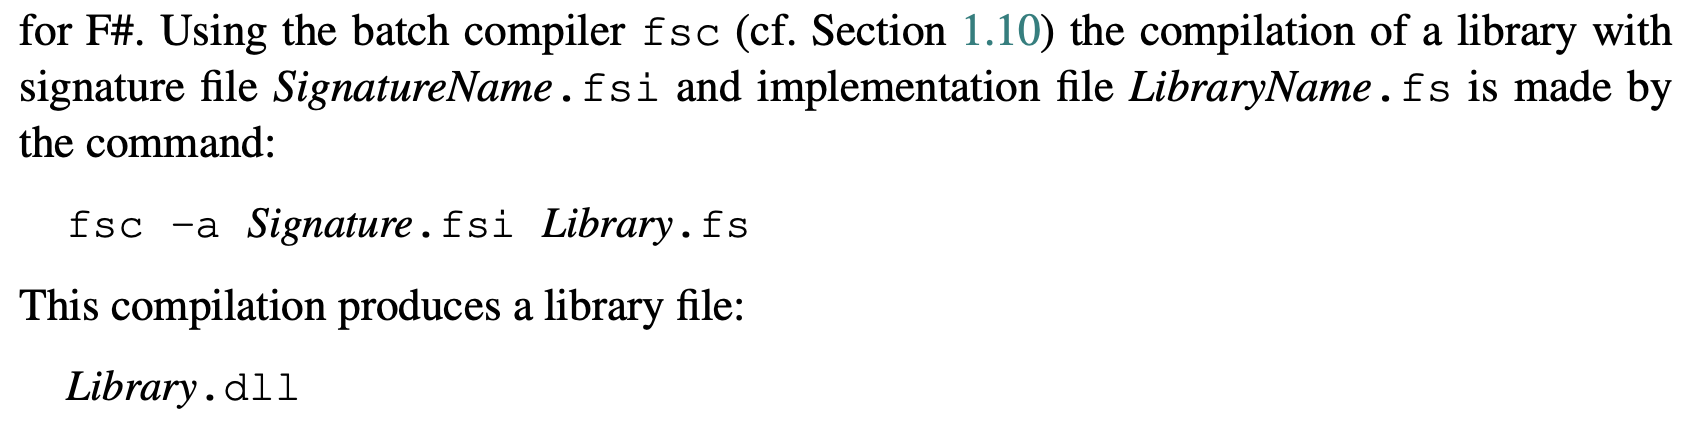 for F#. Using the batch compiler fsc (cf. Section 1.10) the compilation of a library with
signature file SignatureName.fsi and implementation file LibraryName.fs is made by
the command:
fsc -a Signature.fsi Library.fs
This compilation produces a library file:
Library.dll